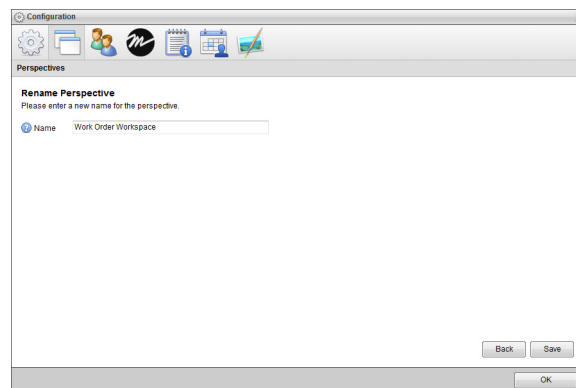 Configuration
Perspectives
Rename Perspective
Please enter a new name for the perspective.
Name Work Order Workspace
Back Save
OK